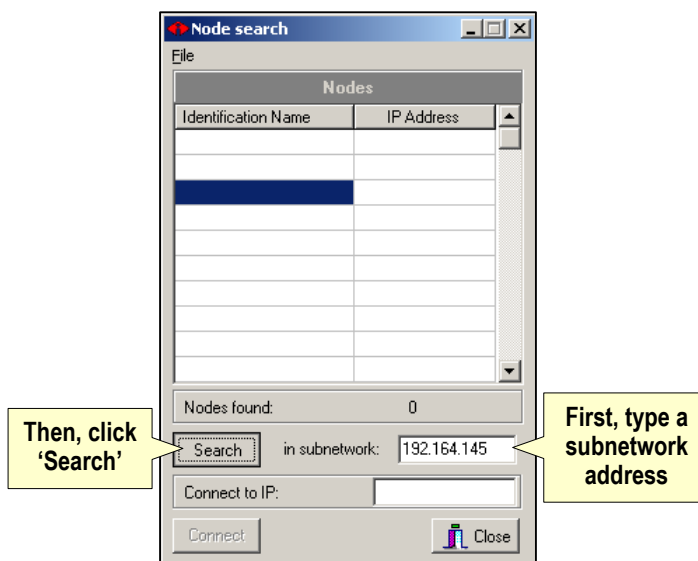 Node search
File
Nodes
Identification Name IP Address
Nodes found: 0
Then, click
‘Search’
Search in subnetwork: 192.164.145
First, type a
subnetwork
address
Connect to IP:
Connect Close